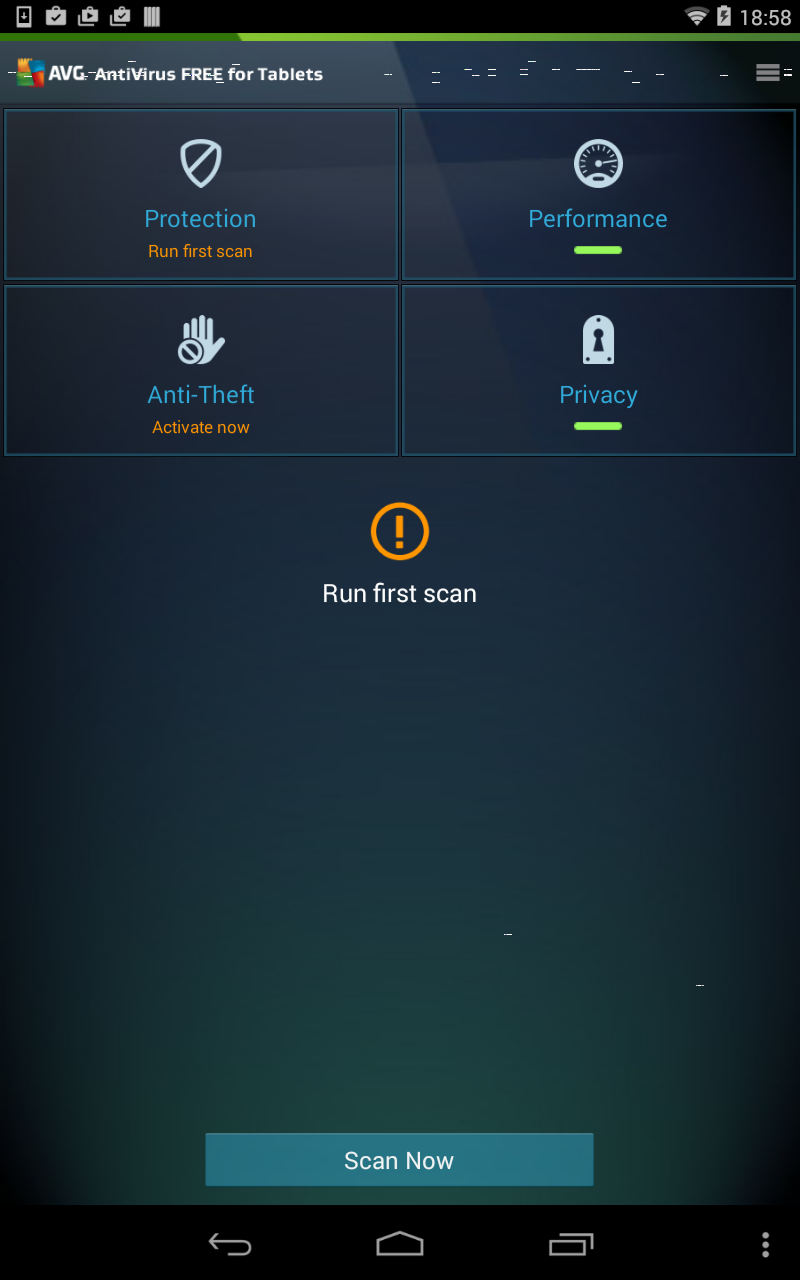 18:58
AVG AntiVirus FREE for Tablets
Protection
Run first scan
Performance
Anti-Theft
Activate now
Privacy
Run first scan
Scan Now